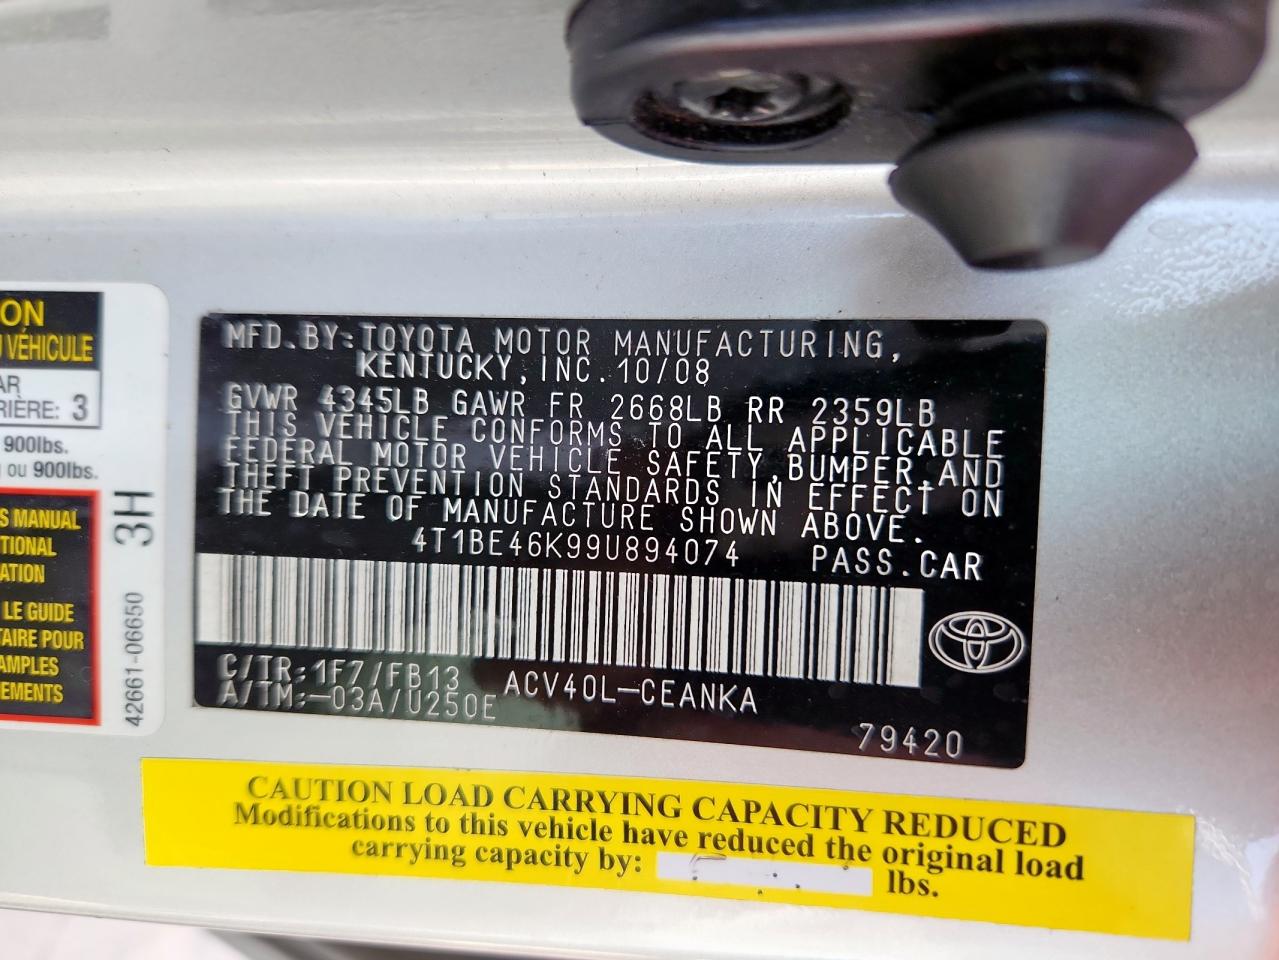 ON
VÉHICULE
AR
RIÈRE: 3
900lbs.
ou 900lbs.
S MANUAL
TIONAL
ATION
LE GUIDE
TAIRE POUR
AMPLES
NEMENTS
42661-06650 3H
MFD.BY:TOYOTA MOTOR MANUFACTURING,
KENTUCKY,INC.10/08
GVWR 4345LB GAWR FR 2668LB RR 2359LB
THIS VEHICLE CONFORMS TO ALL APPLICABLE
FEDERAL MOTOR VEHICLE SAFETY,BUMPER,AND
THEFT PREVENTION STANDARDS IN EFFECT ON
THE DATE OF MANUFACTURE SHOWN ABOVE.
4T1BE46K99U894074 PASS.CAR
C/TR:1F7/FB13 ACV40L-CEANKA
A/TM:-03A/U250E
79420
CAUTION LOAD CARRYING CAPACITY REDUCED
Modifications to this vehicle have reduced the original load
carrying capacity by: lbs.